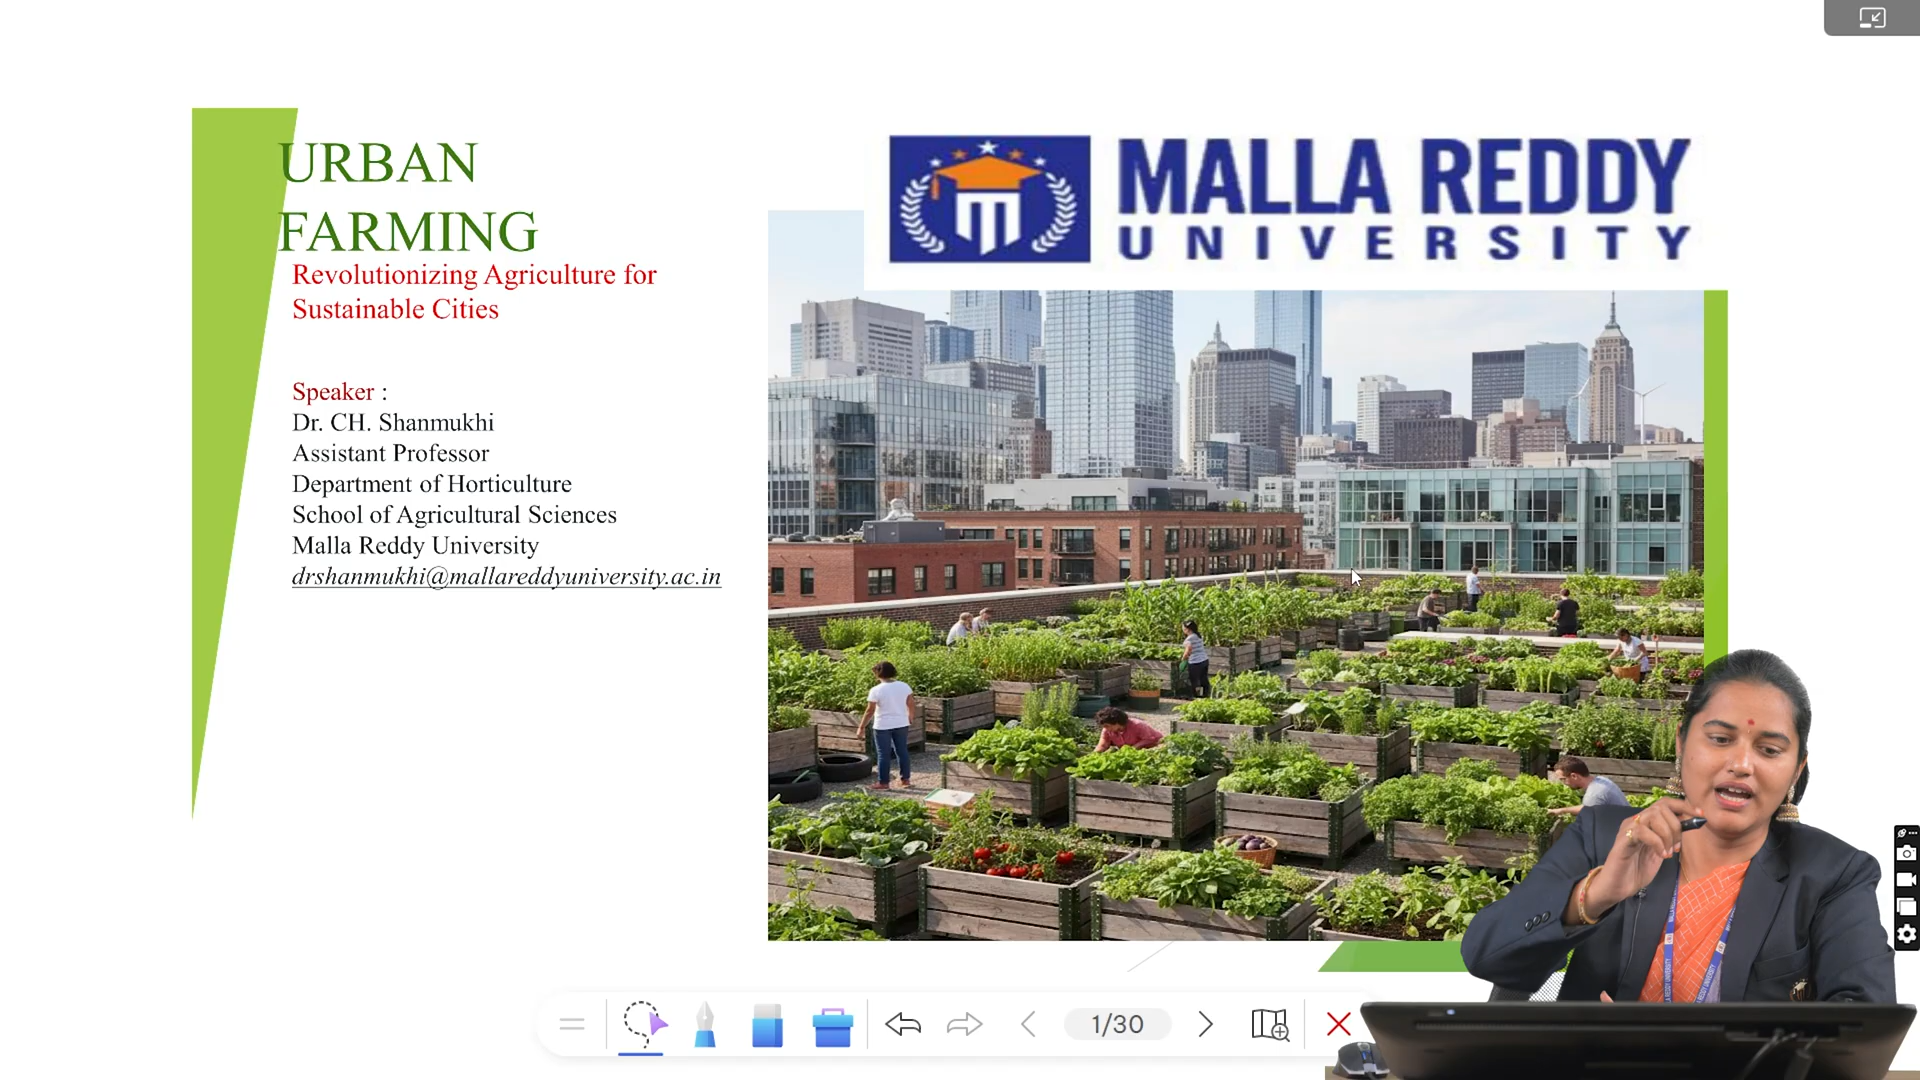 URBAN
FARMING
Revolutionizing Agriculture for
Sustainable Cities
Speaker :
Dr. CH. Shanmukhi
Assistant Professor
Department of Horticulture
School of Agricultural Sciences
Malla Reddy University
drshanmukhi@mallareddyuniversity.ac.in
MALLA REDDY
UNIVERSITY
1/30